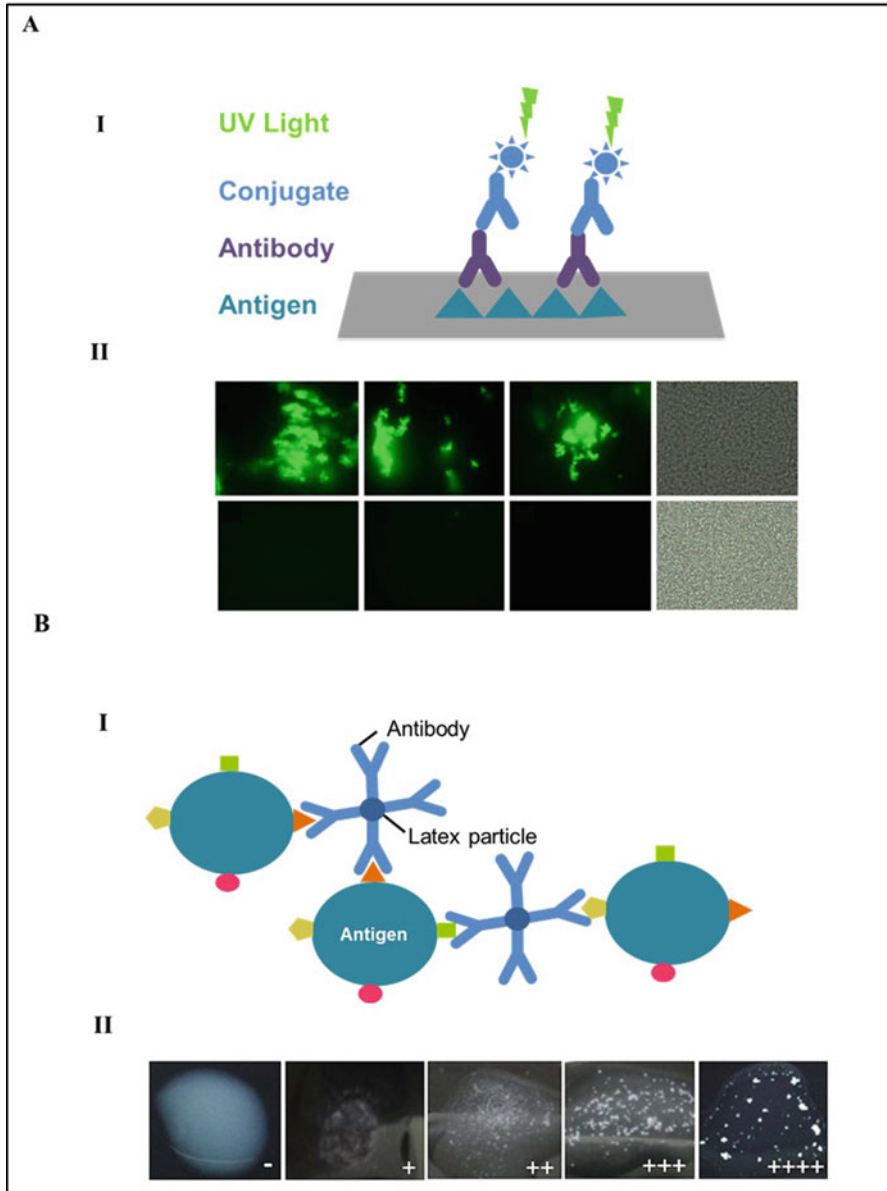 A
I
UV Light
Conjugate
Antibody
Antigen
II
B
I
Antibody
Latex particle
Antigen
II
-
+
++
+++
++++